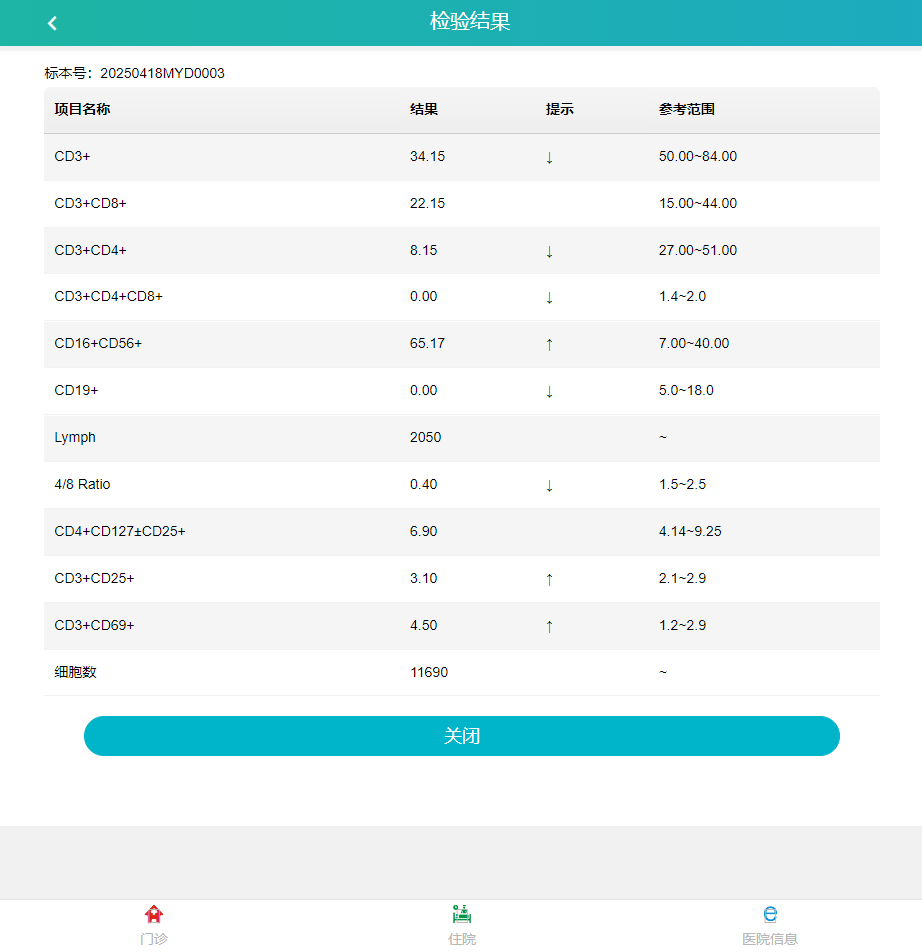 检验结果
标本号：20250418MYD0003
项目名称 结果 提示 参考范围
CD3+ 34.15 ↓ 50.00~84.00
CD3+CD8+ 22.15 15.00~44.00
CD3+CD4+ 8.15 ↓ 27.00~51.00
CD3+CD4+CD8+ 0.00 ↓ 1.4~2.0
CD16+CD56+ 65.17 ↑ 7.00~40.00
CD19+ 0.00 ↓ 5.0~18.0
Lymph 2050 ~
4/8 Ratio 0.40 ↓ 1.5~2.5
CD4+CD127±CD25+ 6.90 4.14~9.25
CD3+CD25+ 3.10 ↑ 2.1~2.9
CD3+CD69+ 4.50 ↑ 1.2~2.9
细胞数 11690 ~
关闭
门诊 住院 医院信息